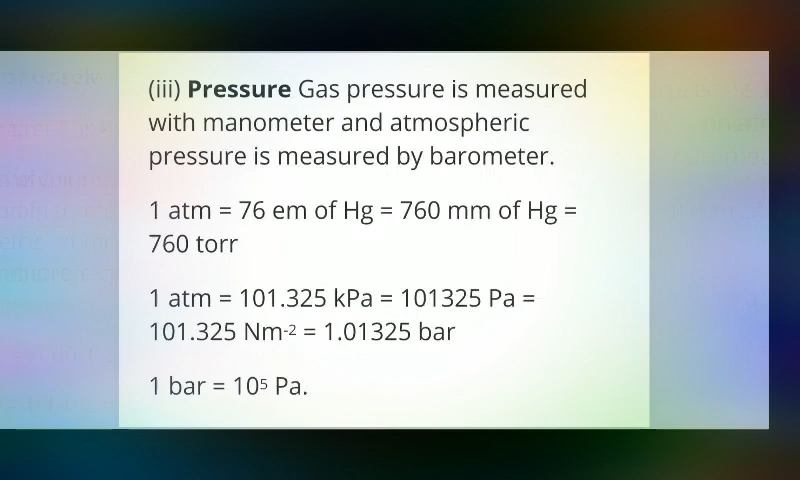 (iii) Pressure Gas pressure is measured
with manometer and atmospheric
pressure is measured by barometer.
1 atm = 76 em of Hg = 760 mm of Hg =
760 torr
1 atm = 101.325 kPa = 101325 Pa =
101.325 Nm⁻² = 1.01325 bar
1 bar = 10⁵ Pa.